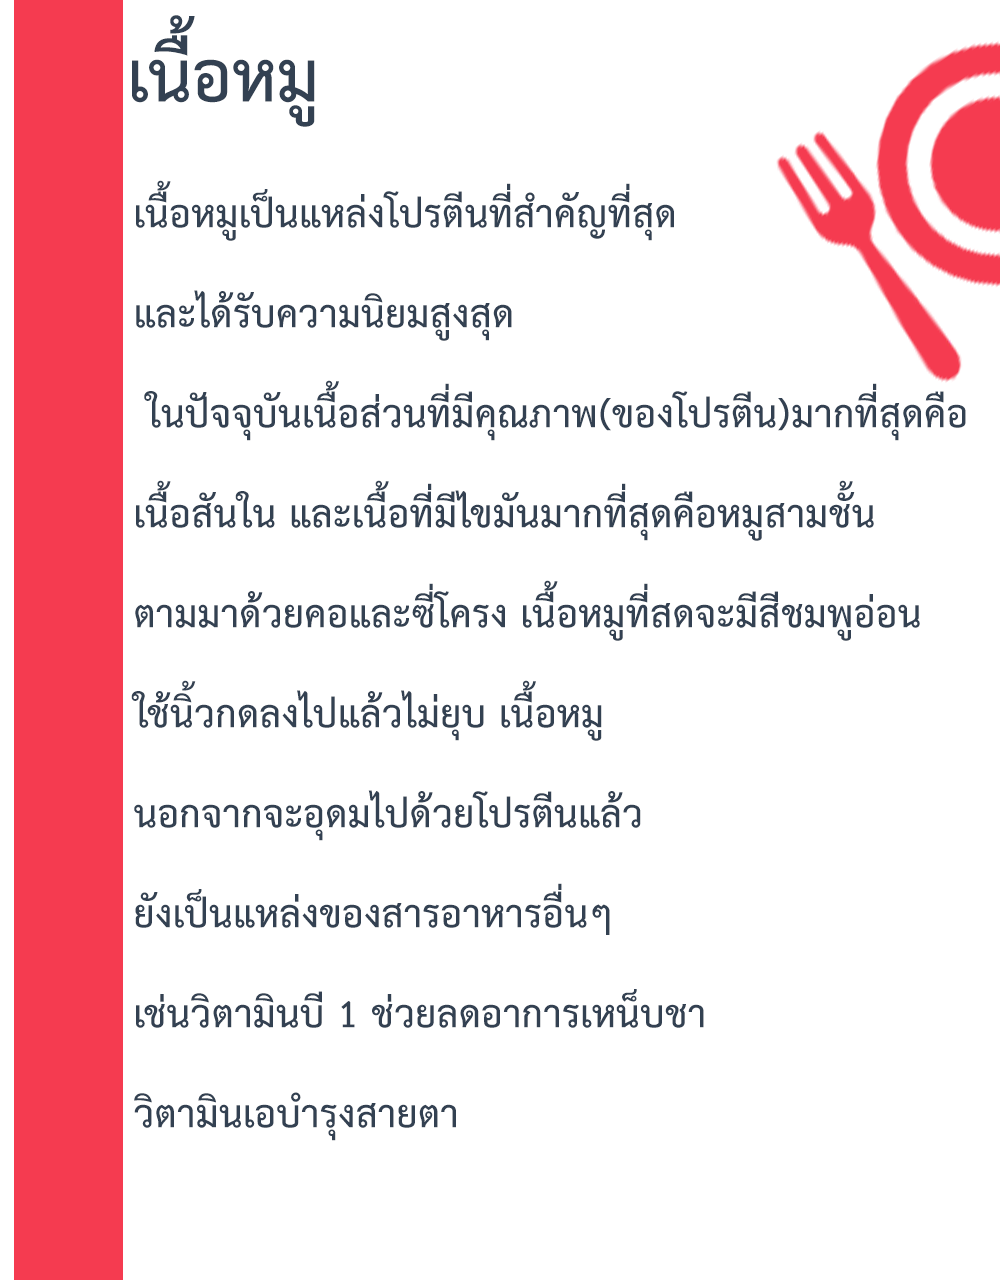 เนื้อหมู
เนื้อหมูเป็นแหล่งโปรตีนที่สำคัญที่สุด
และได้รับความนิยมสูงสุด
ในปัจจุบันเนื้อส่วนที่มีคุณภาพ(ของโปรตีน)มากที่สุดคือ
เนื้อสันใน และเนื้อที่มีไขมันมากที่สุดคือหมูสามชั้น
ตามมาด้วยคอและซี่โครง เนื้อหมูที่สดจะมีสีชมพูอ่อน
ใช้นิ้วกดลงไปแล้วไม่ยุบ เนื้อหมู
นอกจากจะอุดมไปด้วยโปรตีนแล้ว
ยังเป็นแหล่งของสารอาหารอื่นๆ
เช่นวิตามินบี 1 ช่วยลดอาการเหน็บชา
วิตามินเอบำรุงสายตา